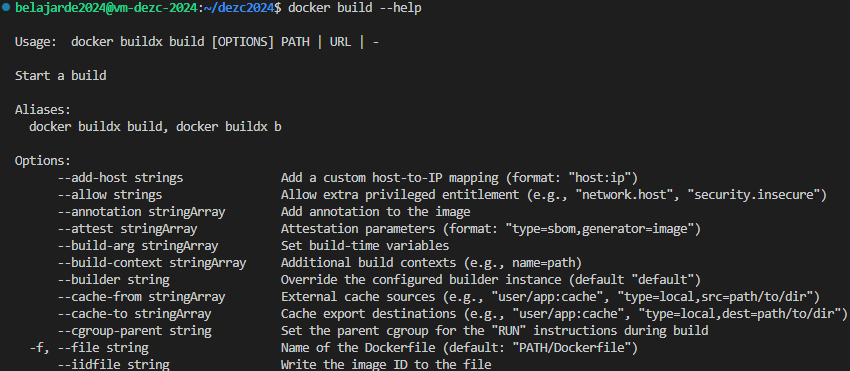 belajarde2024@vm-dezc-2024:~/dezc2024$ docker build --help
Usage:  docker buildx build [OPTIONS] PATH | URL | -
Start a build
Aliases:
docker buildx build, docker buildx b
Options:
--add-host strings Add a custom host-to-IP mapping (format: "host:ip")
--allow strings Allow extra privileged entitlement (e.g., "network.host", "security.insecure")
--annotation stringArray Add annotation to the image
--attest stringArray Attestation parameters (format: "type=sbom,generator=image")
--build-arg stringArray Set build-time variables
--build-context stringArray Additional build contexts (e.g., name=path)
--builder string Override the configured builder instance (default "default")
--cache-from stringArray External cache sources (e.g., "user/app:cache", "type=local,src=path/to/dir")
--cache-to stringArray Cache export destinations (e.g., "user/app:cache", "type=local,dest=path/to/dir")
--cgroup-parent string Set the parent cgroup for the "RUN" instructions during build
-f, --file string Name of the Dockerfile (default: "PATH/Dockerfile")
--iidfile string Write the image ID to the file